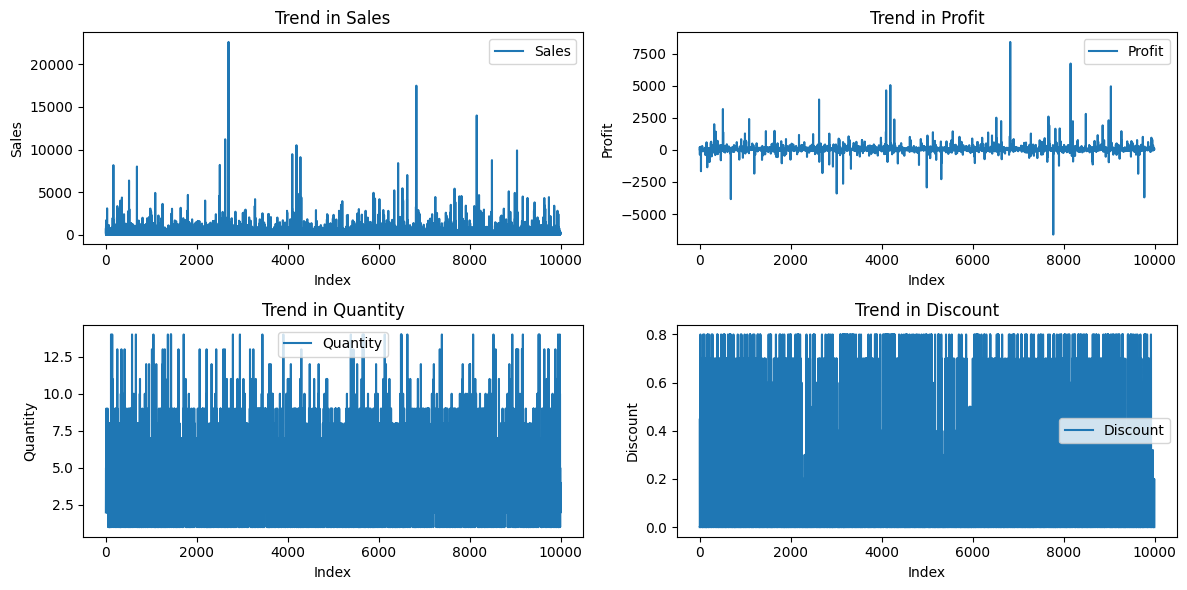 Trend in Sales
Sales
20000
15000
10000
5000
0
Sales
0 2000 4000 6000 8000 10000
Index
Trend in Profit
Profit
7500
5000
2500
0
−2500
−5000
Profit
0 2000 4000 6000 8000 10000
Index
Trend in Quantity
Quantity
12.5
10.0
7.5
5.0
2.5
Quantity
0 2000 4000 6000 8000 10000
Index
Trend in Discount
0.8
0.6
0.4
0.2
0.0
Discount
Discount
0 2000 4000 6000 8000 10000
Index